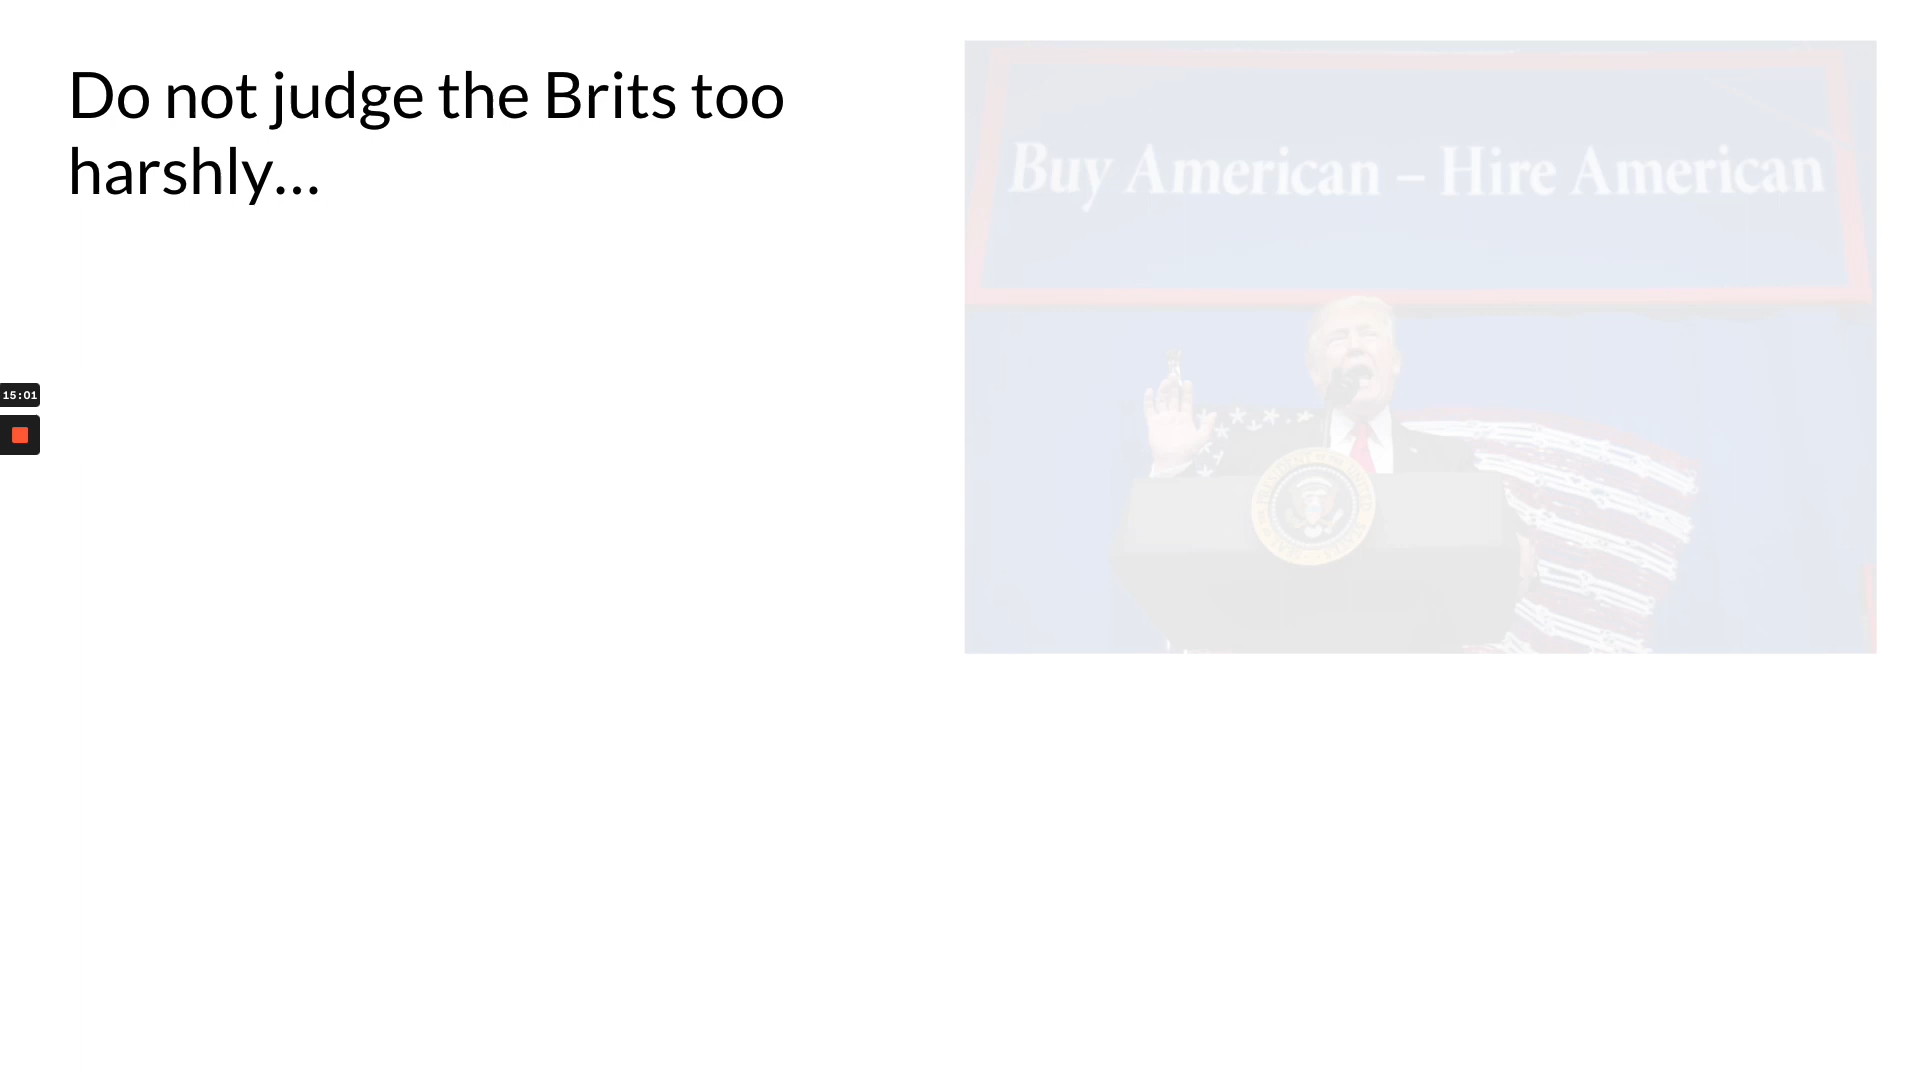 Do not judge the Brits too
harshly...
Buy American – Hire American
15:01